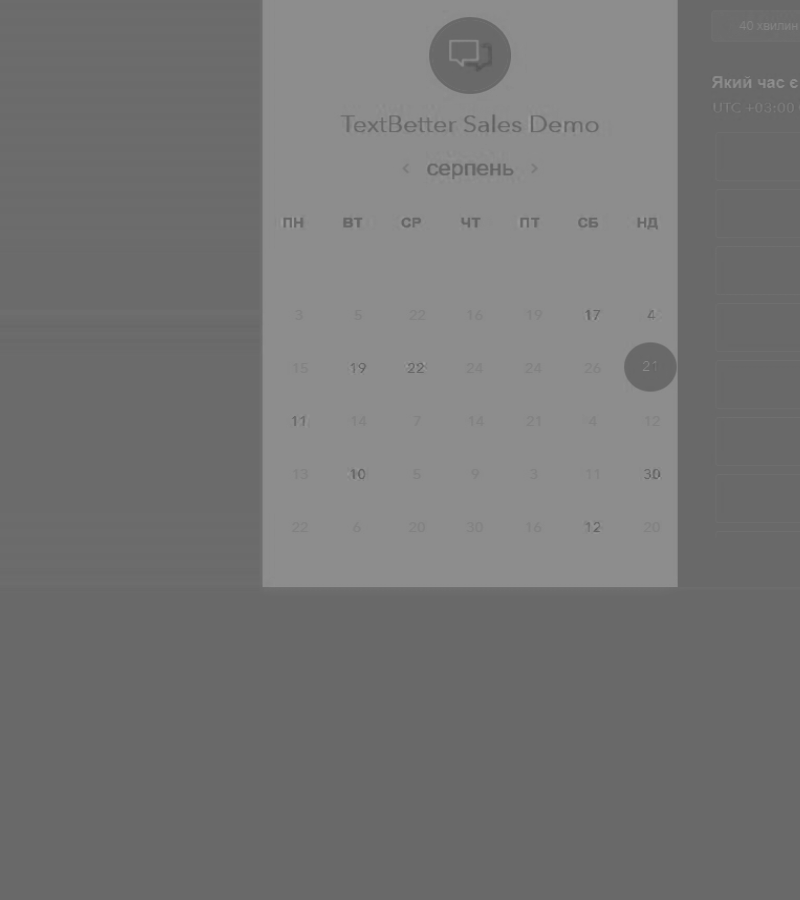 40 хвилин
TextBetter Sales Demo
Який час є
UTC +03:00
‹ серпень ›
ПН ВТ СР ЧТ ПТ СБ НД
3 5 22 16 19 17 4
15 19 22 24 24 26 21
11 14 7 14 21 4 12
13 10 5 9 3 11 30
22 6 20 30 16 12 20